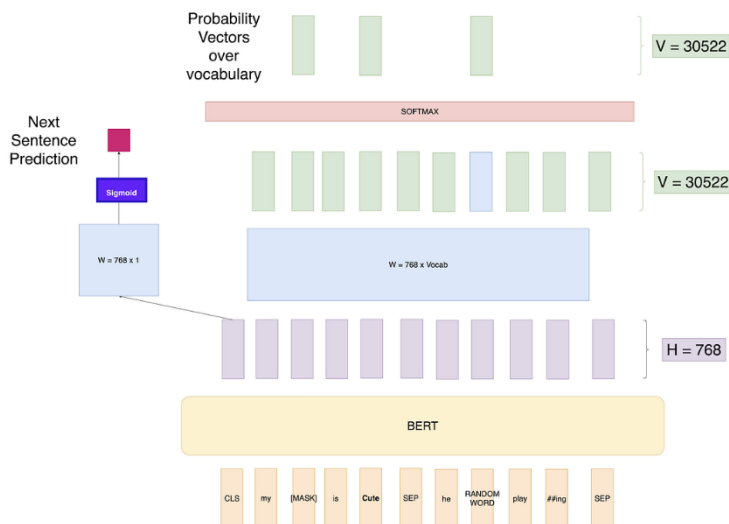 Probability
Vectors
over
vocabulary
V = 30522
SOFTMAX
Next
Sentence
Prediction
Sigmoid
V = 30522
W = 768 x 1
W = 768 x Vocab
H = 768
BERT
CLS
my
[MASK]
is
Cute
SEP
he
RANDOM
WORD
play
##ing
SEP